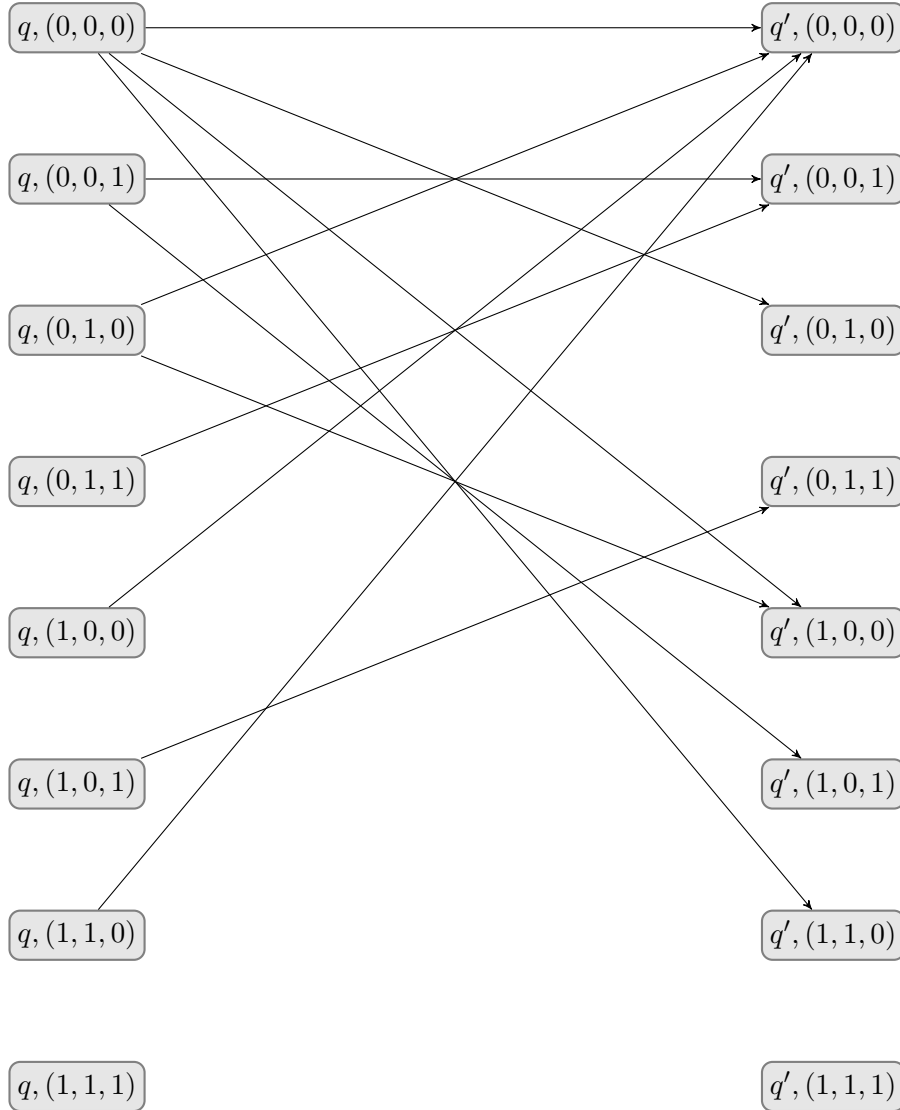 q, (0, 0, 0) q′, (0, 0, 0)
q, (0, 0, 1) q′, (0, 0, 1)
q, (0, 1, 0) q′, (0, 1, 0)
q, (0, 1, 1) q′, (0, 1, 1)
q, (1, 0, 0) q′, (1, 0, 0)
q, (1, 0, 1) q′, (1, 0, 1)
q, (1, 1, 0) q′, (1, 1, 0)
q, (1, 1, 1) q′, (1, 1, 1)